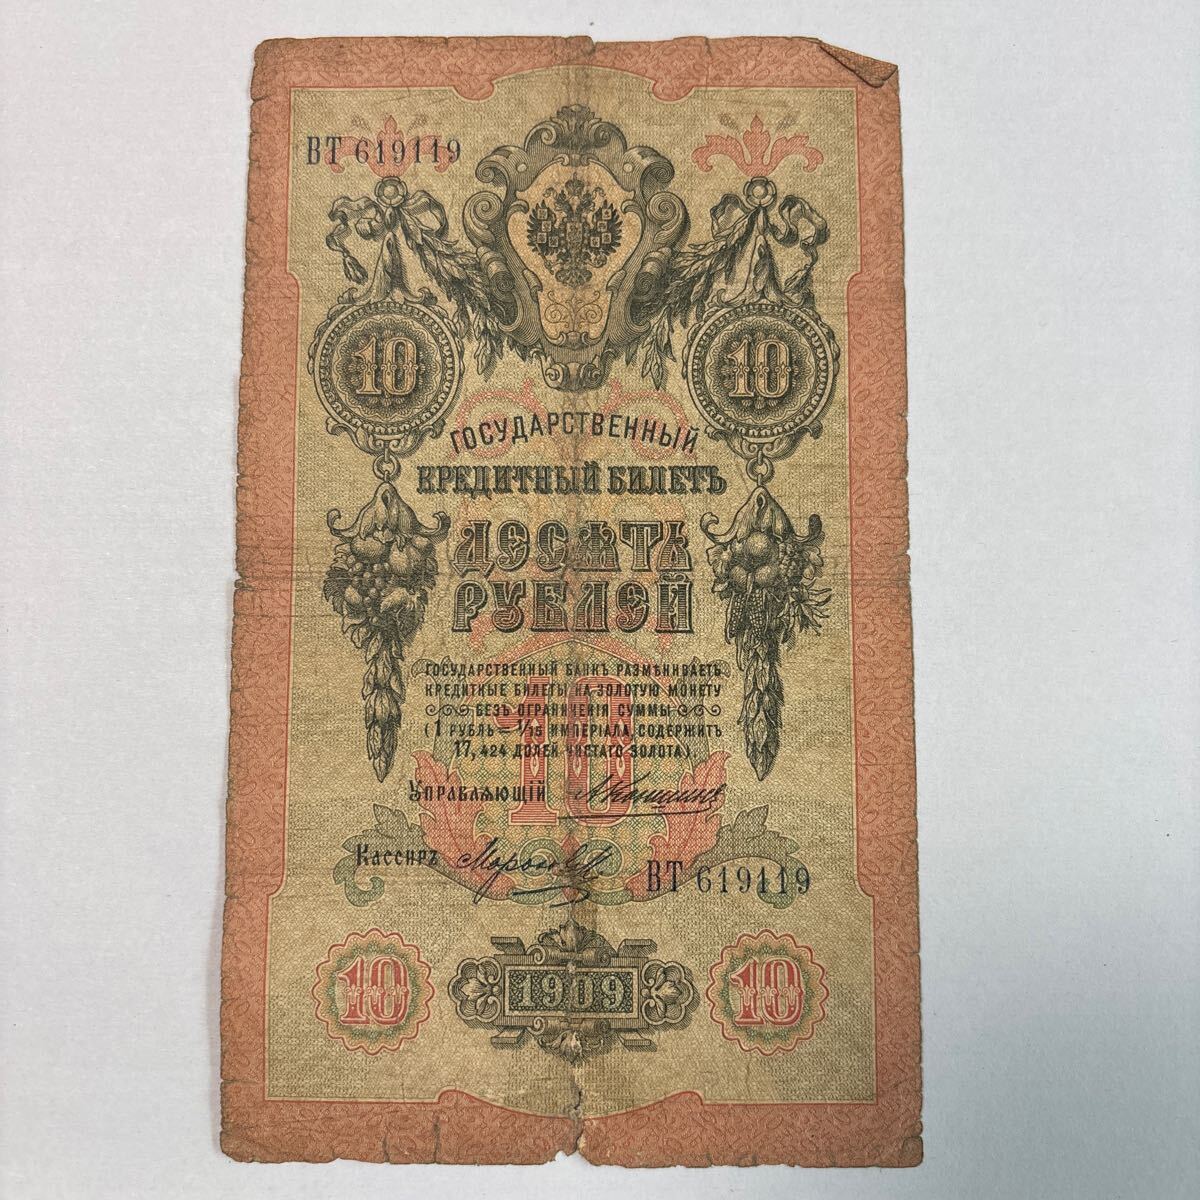 ВТ 619119
10 10
ГОСУДАРСТВЕННЫЙ
КРЕДИТНЫЙ БИЛЕТЪ
ДЕСЯТЬ
РУБЛЕЙ
ГОСУДАРСТВЕННЫЙ БАНКЪ РАЗМѢНИВАЕТЪ
КРЕДИТНЫЕ БИЛЕТЫ НА ЗОЛОТУЮ МОНЕТУ
БЕЗЪ ОГРАНИЧЕНІЯ СУММЫ
(1 РУБЛЬ = 1/15 ИМПЕРІАЛА, СОДЕРЖИТЪ
17,424 ДОЛЕЙ ЧИСТАГО ЗОЛОТА).
10
УПРАВЛЯЮЩІЙ
КАССИРЪ
ВТ 619119
10 1909 10